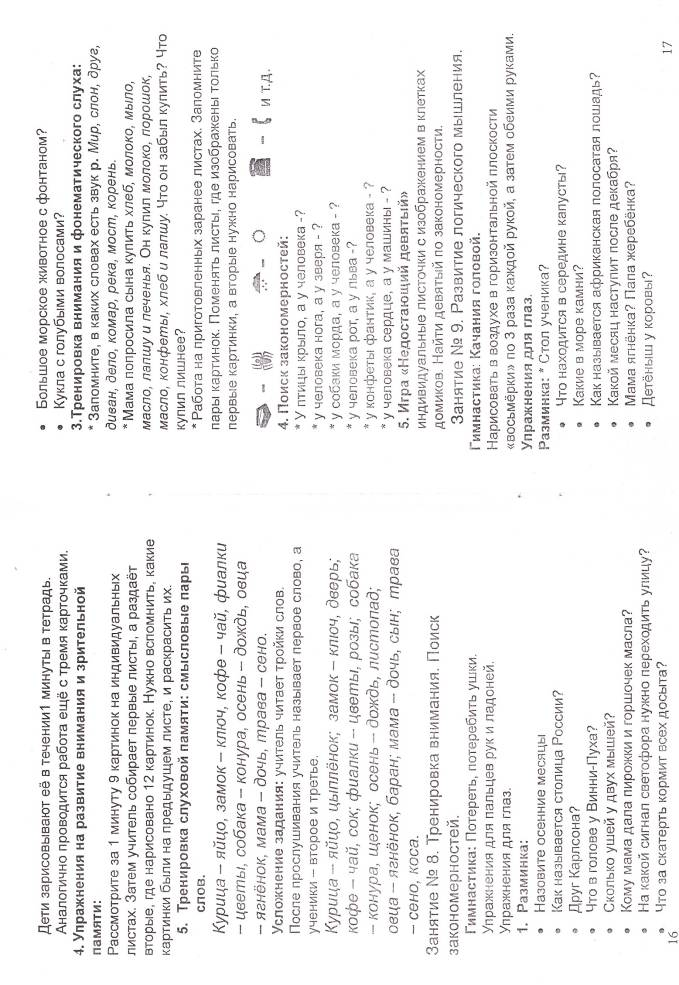 Дети зарисовывают её в течении1 минуты в тетрадь.
Аналогично проводится работа ещё с тремя карточками.
4. Упражнения на развитие внимания и зрительной
памяти:
Рассмотрите за 1 минуту 9 картинок на индивидуальных
листах. Затем учитель собирает первые листы, а раздаёт
вторые, где нарисовано 12 картинок. Нужно вспомнить, какие
картинки были на предыдущем листе, и раскрасить их.
5. Тренировка слуховой памяти: смысловые пары
слов.
Курица – яйцо, замок – ключ, кофе – чай, фиалки
– цветы, собака – конура, осень – дождь, овца
– ягнёнок, мама – дочь, трава – сено.
Усложнение задания: учитель читает тройки слов.
После прослушивания учитель называет первое слово, а
ученики – второе и третье.
Курица – яйцо, цыплёнок; замок – ключ, дверь;
кофе – чай, сок; фиалки – цветы, розы; собака
– конура, щенок; осень – дождь, листопад;
овца – ягнёнок, баран; мама – дочь, сын; трава
– сено, коса.
Занятие № 8. Тренировка внимания. Поиск
закономерностей.
Гимнастика: Потереть, потеребить ушки.
Упражнения для пальцев рук и ладоней.
Упражнения для глаз.
1. Разминка:
• Назовите осенние месяцы
• Как называется столица России?
• Друг Карлсона?
• Что в голове у Винни-Пуха?
• Сколько ушей у двух мышей?
• Кому мама дала пирожки и горшочек масла?
• На какой сигнал светофора нужно переходить улицу?
• Что за скатерть кормит всех досыта?
16
• Большое морское животное с фонтаном?
• Кукла с голубыми волосами?
3.Тренировка внимания и фонематического слуха:
* Запомните, в каких словах есть звук р. Мир, слон, друг,
диван, дело, комар, река, мост, корень.
*Мама попросила сына купить хлеб, молоко, мыло,
масло, лапшу и печенья. Он купил молоко, порошок,
масло, конфеты, хлеб и лапшу. Что он забыл купить? Что
купил лишнее?
*Работа на приготовленных заранее листах. Запомните
пары картинок. Поменять листы, где изображены только
первые картинки, а вторые нужно нарисовать.
– – – и т.д.
4. Поиск закономерностей:
* У птицы крыло, а у человека -?
* у человека нога, а у зверя - ?
* у собаки морда, а у человека - ?
* у человека рот, а у льва -?
* у конфеты фантик, а у человека - ?
* у человека сердце, а у машины - ?
5. Игра «Недостающий девятый»
индивидуальные листочки с изображением в клетках
домиков. Найти девятый по закономерности.
Занятие № 9. Развитие логического мышления.
Гимнастика: Качания головой.
Нарисовать в воздухе в горизонтальной плоскости
«восьмёрки» по 3 раза каждой рукой, а затем обеими руками.
Упражнения для глаз.
Разминка: * Стол ученика?
• Что находится в середине капусты?
• Какие в море камни?
• Как называется африканская полосатая лошадь?
• Какой месяц наступит после декабря?
• Мама ягнёнка? Папа жеребёнка?
• Детёныш у коровы?
17